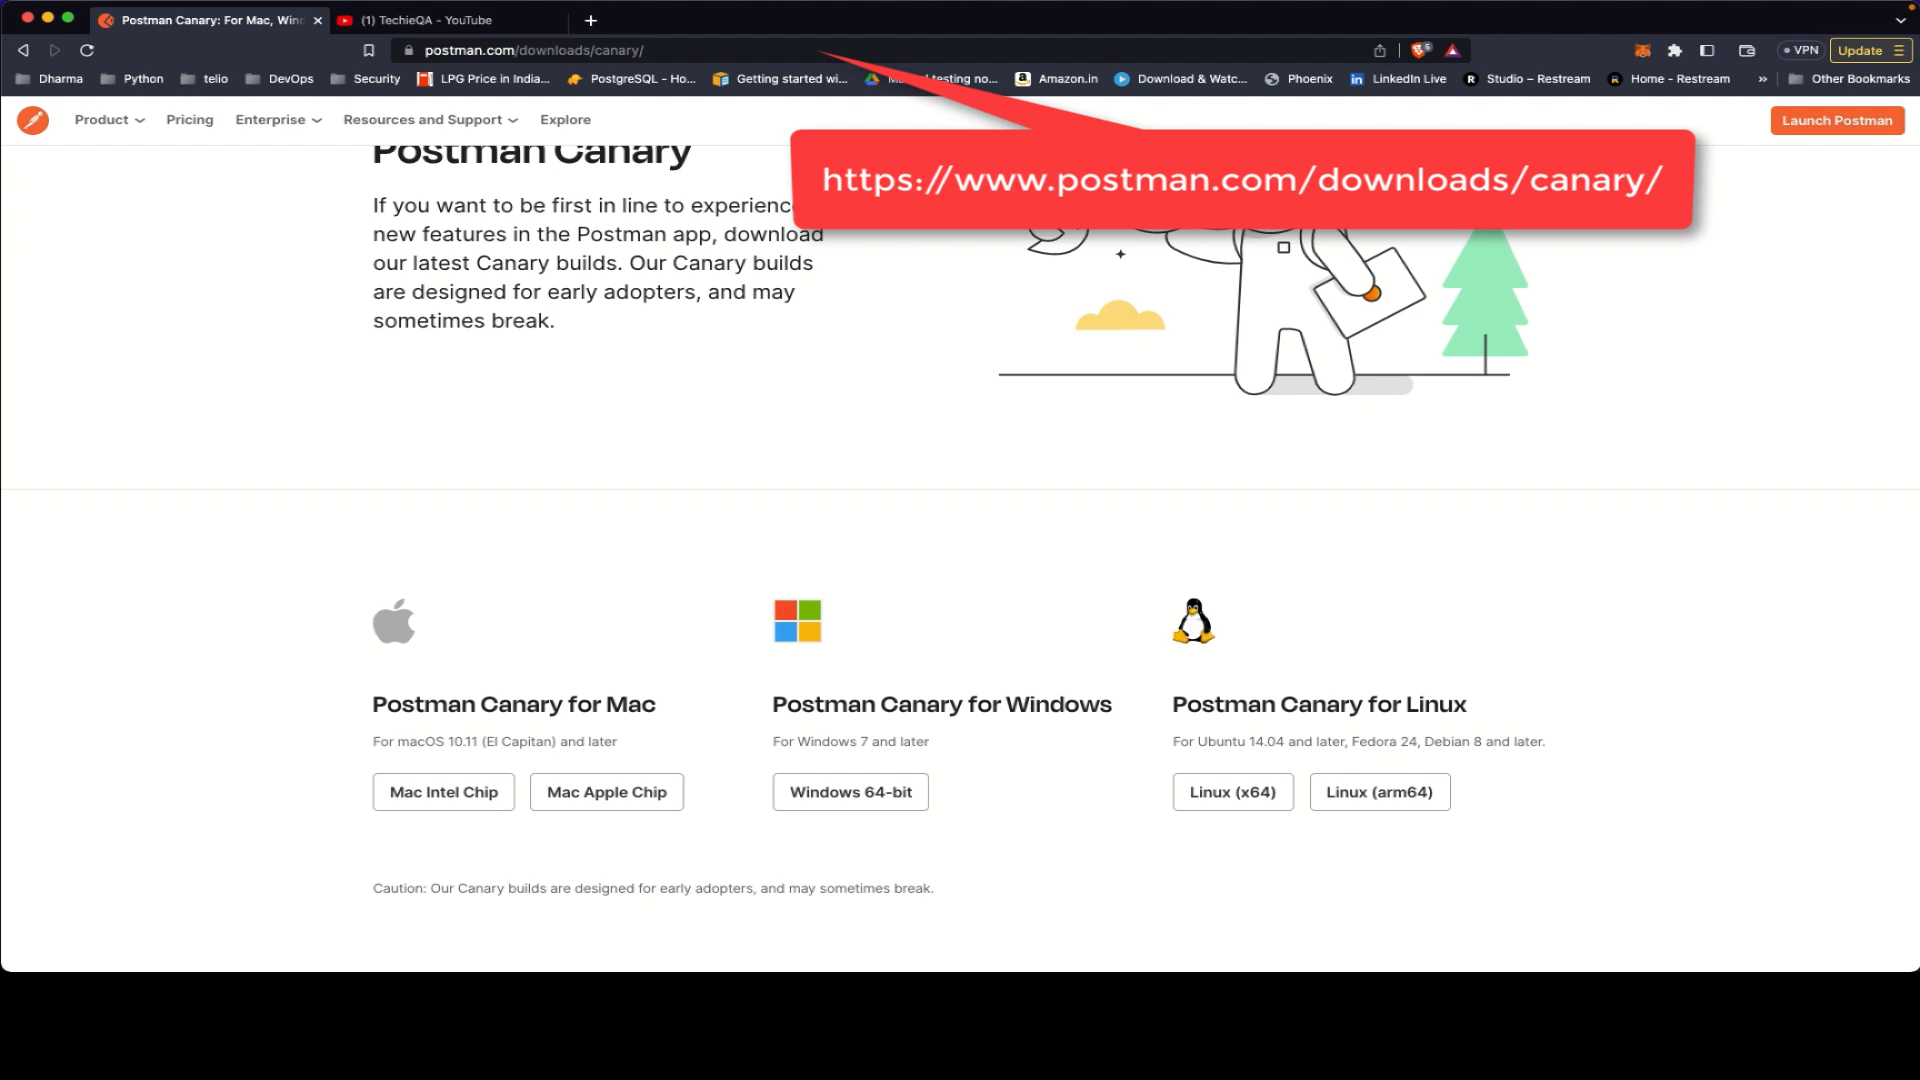 Postman Canary: For Mac, Wind
(1) TechieQA - YouTube
postman.com/downloads/canary/
VPN
Update
Dharma
Python
telio
DevOps
Security
LPG Price in India...
PostgreSQL - Ho...
Getting started wi...
testing no...
Amazon.in
Download & Watc...
Phoenix
LinkedIn Live
Studio – Restream
Home - Restream
Other Bookmarks
Product
Pricing
Enterprise
Resources and Support
Explore
Launch Postman
https://www.postman.com/downloads/canary/
Postman Canary
If you want to be first in line to experience
new features in the Postman app, download
our latest Canary builds. Our Canary builds
are designed for early adopters, and may
sometimes break.
Postman Canary for Mac
For macOS 10.11 (El Capitan) and later
Mac Intel Chip
Mac Apple Chip
Postman Canary for Windows
For Windows 7 and later
Windows 64-bit
Postman Canary for Linux
For Ubuntu 14.04 and later, Fedora 24, Debian 8 and later.
Linux (x64)
Linux (arm64)
Caution: Our Canary builds are designed for early adopters, and may sometimes break.